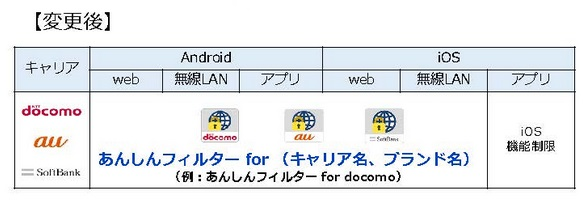 【変更後】
キャリア Android iOS
web 無線LAN アプリ web 無線LAN アプリ
docomo
au
SoftBank
docomo au SoftBank
あんしんフィルター for （キャリア名、ブランド名）
（例：あんしんフィルター for docomo）
iOS
機能制限